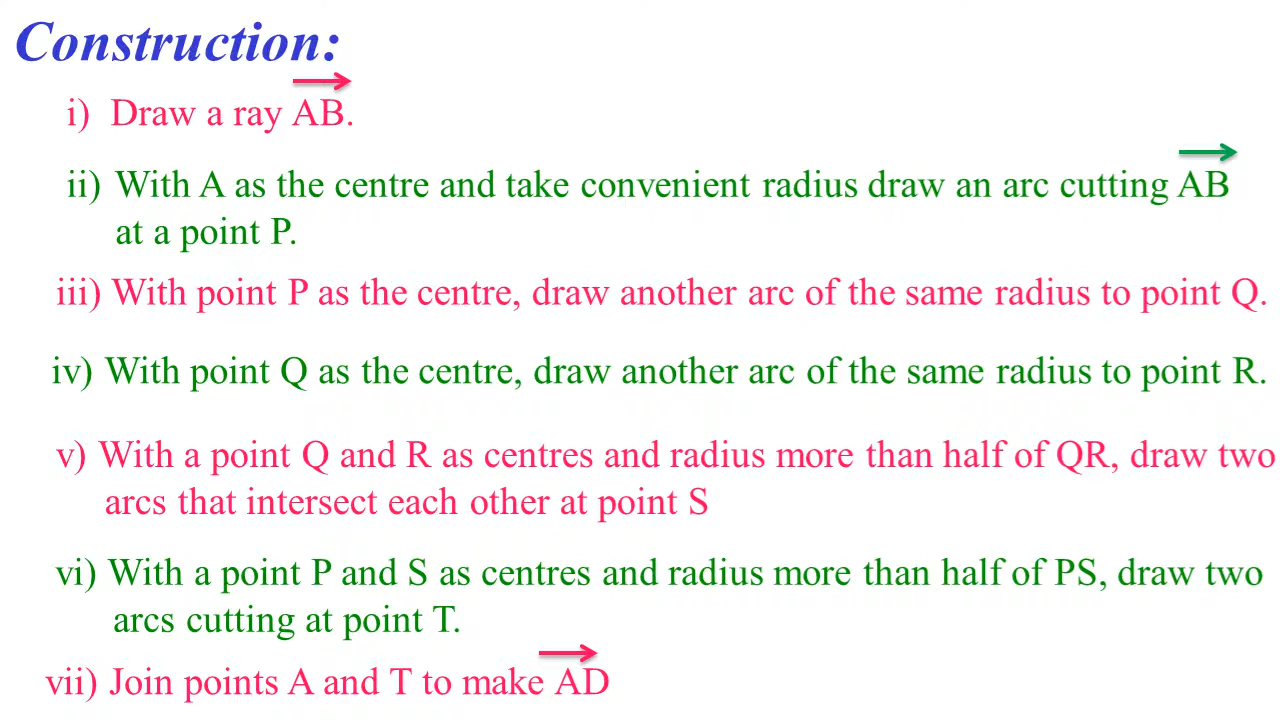 Construction:
i) Draw a ray AB.
ii) With A as the centre and take convenient radius draw an arc cutting AB
at a point P.
iii) With point P as the centre, draw another arc of the same radius to point Q.
iv) With point Q as the centre, draw another arc of the same radius to point R.
v) With a point Q and R as centres and radius more than half of QR, draw two
arcs that intersect each other at point S
vi) With a point P and S as centres and radius more than half of PS, draw two
arcs cutting at point T.
vii) Join points A and T to make AD